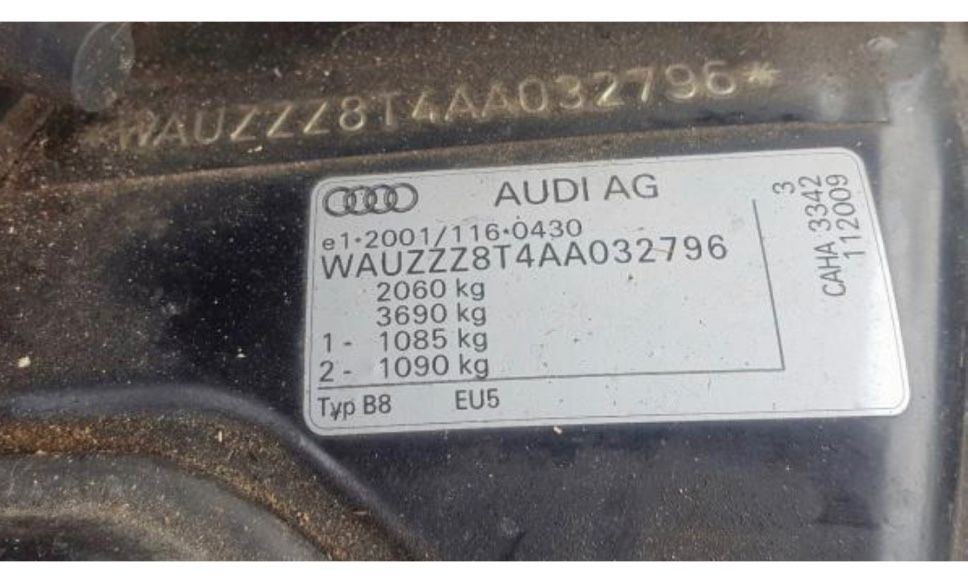 *WAUZZZ8T4AA032796*
AUDI AG
e1*2001/116*0430
WAUZZZ8T4AA032796
2060 kg
3690 kg
1 - 1085 kg
2 - 1090 kg
Typ B8 EU5
3
CAHA 3342
112009